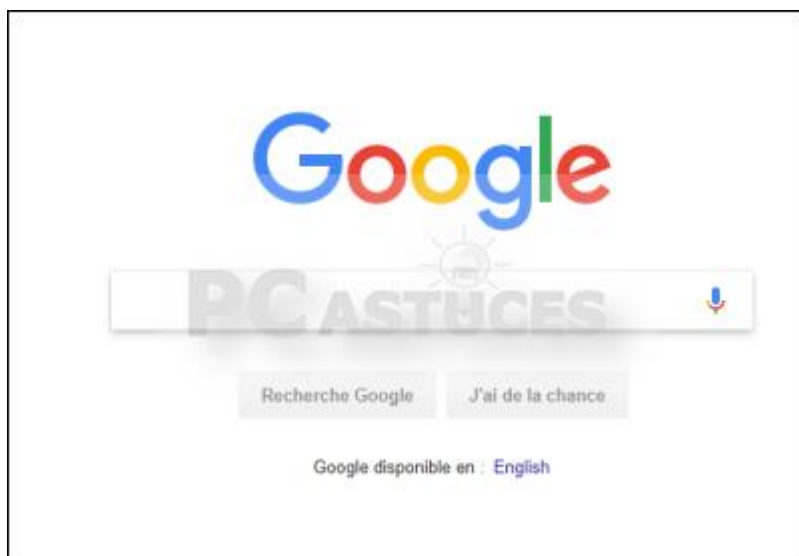 Google
PC ASTUCES
Recherche Google
J'ai de la chance
Google disponible en : English